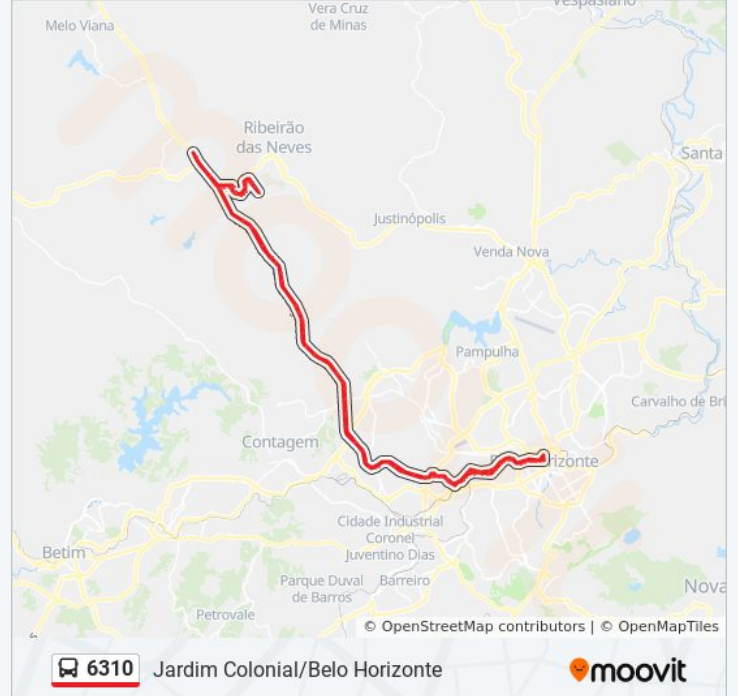 Vespasiano
Vera Cruz
de Minas
Melo Viana
Ribeirão
das Neves
Santa
Justinópolis
Venda Nova
Pampulha
Carvalho de Bri
Contagem
rizonte
Cidade Industrial
Coronel
Juventino Dias
Betim
Parque Duval
de Barros
Barreiro
Nova
Petrovale
© OpenStreetMap contributors | © OpenMapTiles
6310 Jardim Colonial/Belo Horizonte
moovit